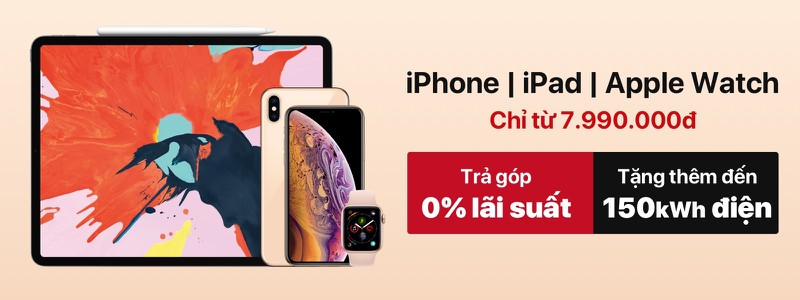 iPhone | iPad | Apple Watch
Chỉ từ 7.990.000đ
Trả góp
0% lãi suất
Tặng thêm đến
150kWh điện